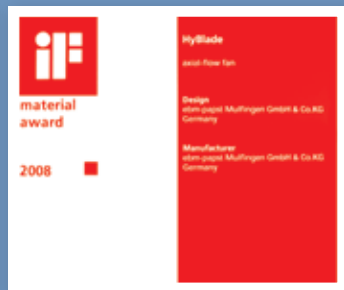 iF
material
award
2008
HyBlade
axial-flow fan
Design
ebm-papst Mulfingen GmbH & Co.KG
Germany
Manufacturer
ebm-papst Mulfingen GmbH & Co.KG
Germany